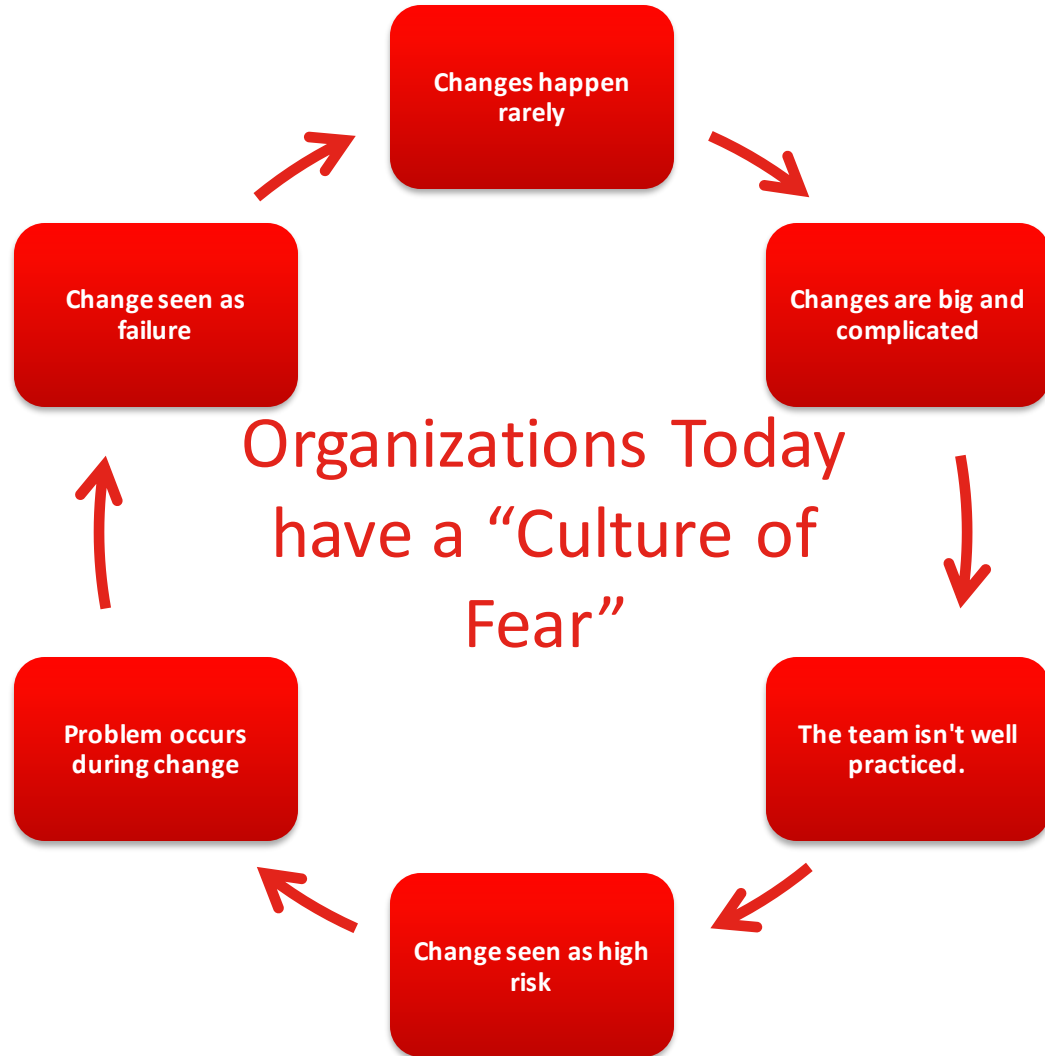 Changes happen
rarely
Changes are big and
complicated
The team isn't well
practiced.
Change seen as high
risk
Problem occurs
during change
Change seen as
failure
Organizations Today
have a “Culture of
Fear”